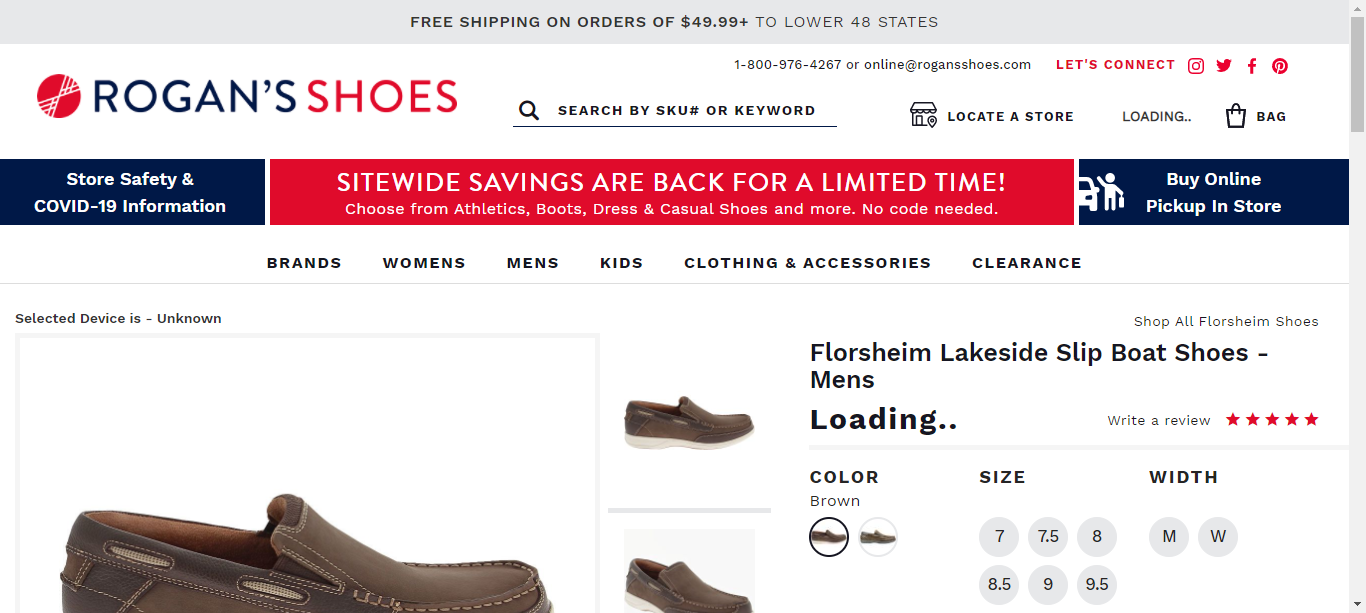 FREE SHIPPING ON ORDERS OF $49.99+ TO LOWER 48 STATES
1-800-976-4267 or online@rogansshoes.com
LET'S CONNECT
ROGAN'S SHOES
SEARCH BY SKU# OR KEYWORD
LOCATE A STORE
LOADING..
BAG
Store Safety &
COVID-19 Information
SITEWIDE SAVINGS ARE BACK FOR A LIMITED TIME!
Choose from Athletics, Boots, Dress & Casual Shoes and more. No code needed.
Buy Online
Pickup In Store
BRANDS WOMENS MENS KIDS CLOTHING & ACCESSORIES CLEARANCE
Selected Device is - Unknown
Shop All Florsheim Shoes
Florsheim Lakeside Slip Boat Shoes -
Mens
Loading..
Write a review
COLOR
Brown
SIZE
7 7.5 8
8.5 9 9.5
WIDTH
M W